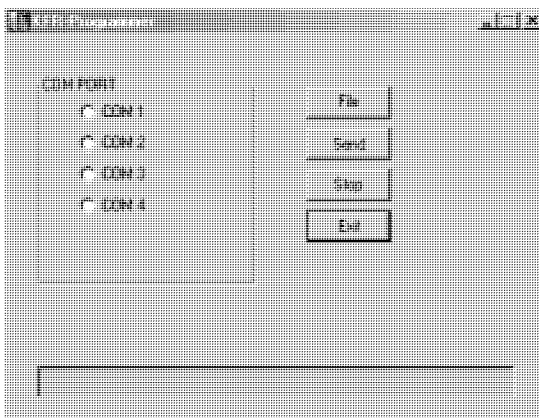 Programmer
COM PORT
COM 1
COM 2
COM 3
COM 4
File
Send
Stop
Exit